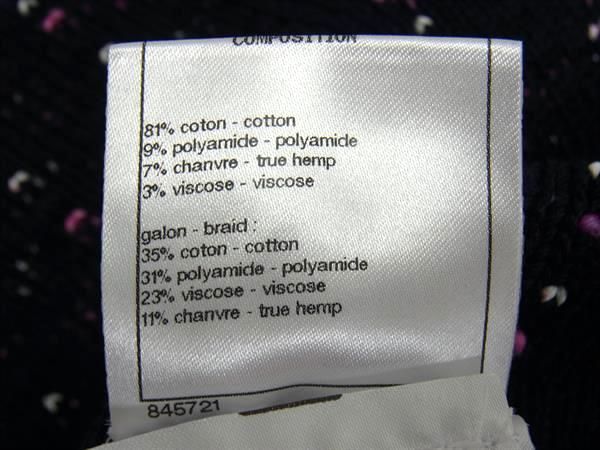 COMPOSITION
81% coton - cotton
9% polyamide - polyamide
7% chanvre - true hemp
3% viscose - viscose
galon - braid :
35% coton - cotton
31% polyamide - polyamide
23% viscose - viscose
11% chanvre - true hemp
845721